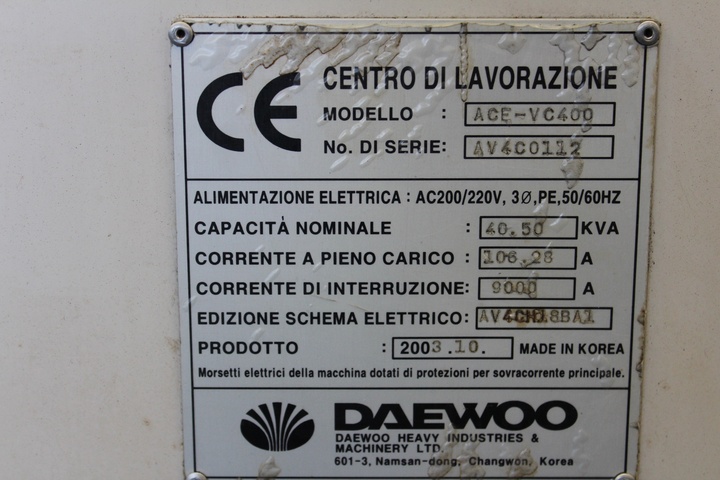 CE
CENTRO DI LAVORAZIONE
MODELLO : ACE-VC400
No. DI SERIE: AV4C0112
ALIMENTAZIONE ELETTRICA : AC200/220V, 3Ø,PE,50/60HZ
CAPACITÀ NOMINALE : 40.50 KVA
CORRENTE A PIENO CARICO : 106.28 A
CORRENTE DI INTERRUZIONE: 9000 A
EDIZIONE SCHEMA ELETTRICO:
PRODOTTO : 2003.10. MADE IN KOREA
Morsetti elettrici della macchina dotati di protezioni per sovracorrente principale.
DAEWOO
DAEWOO HEAVY INDUSTRIES &
MACHINERY LTD.
601-3, Namsan-dong, Changwon, Korea